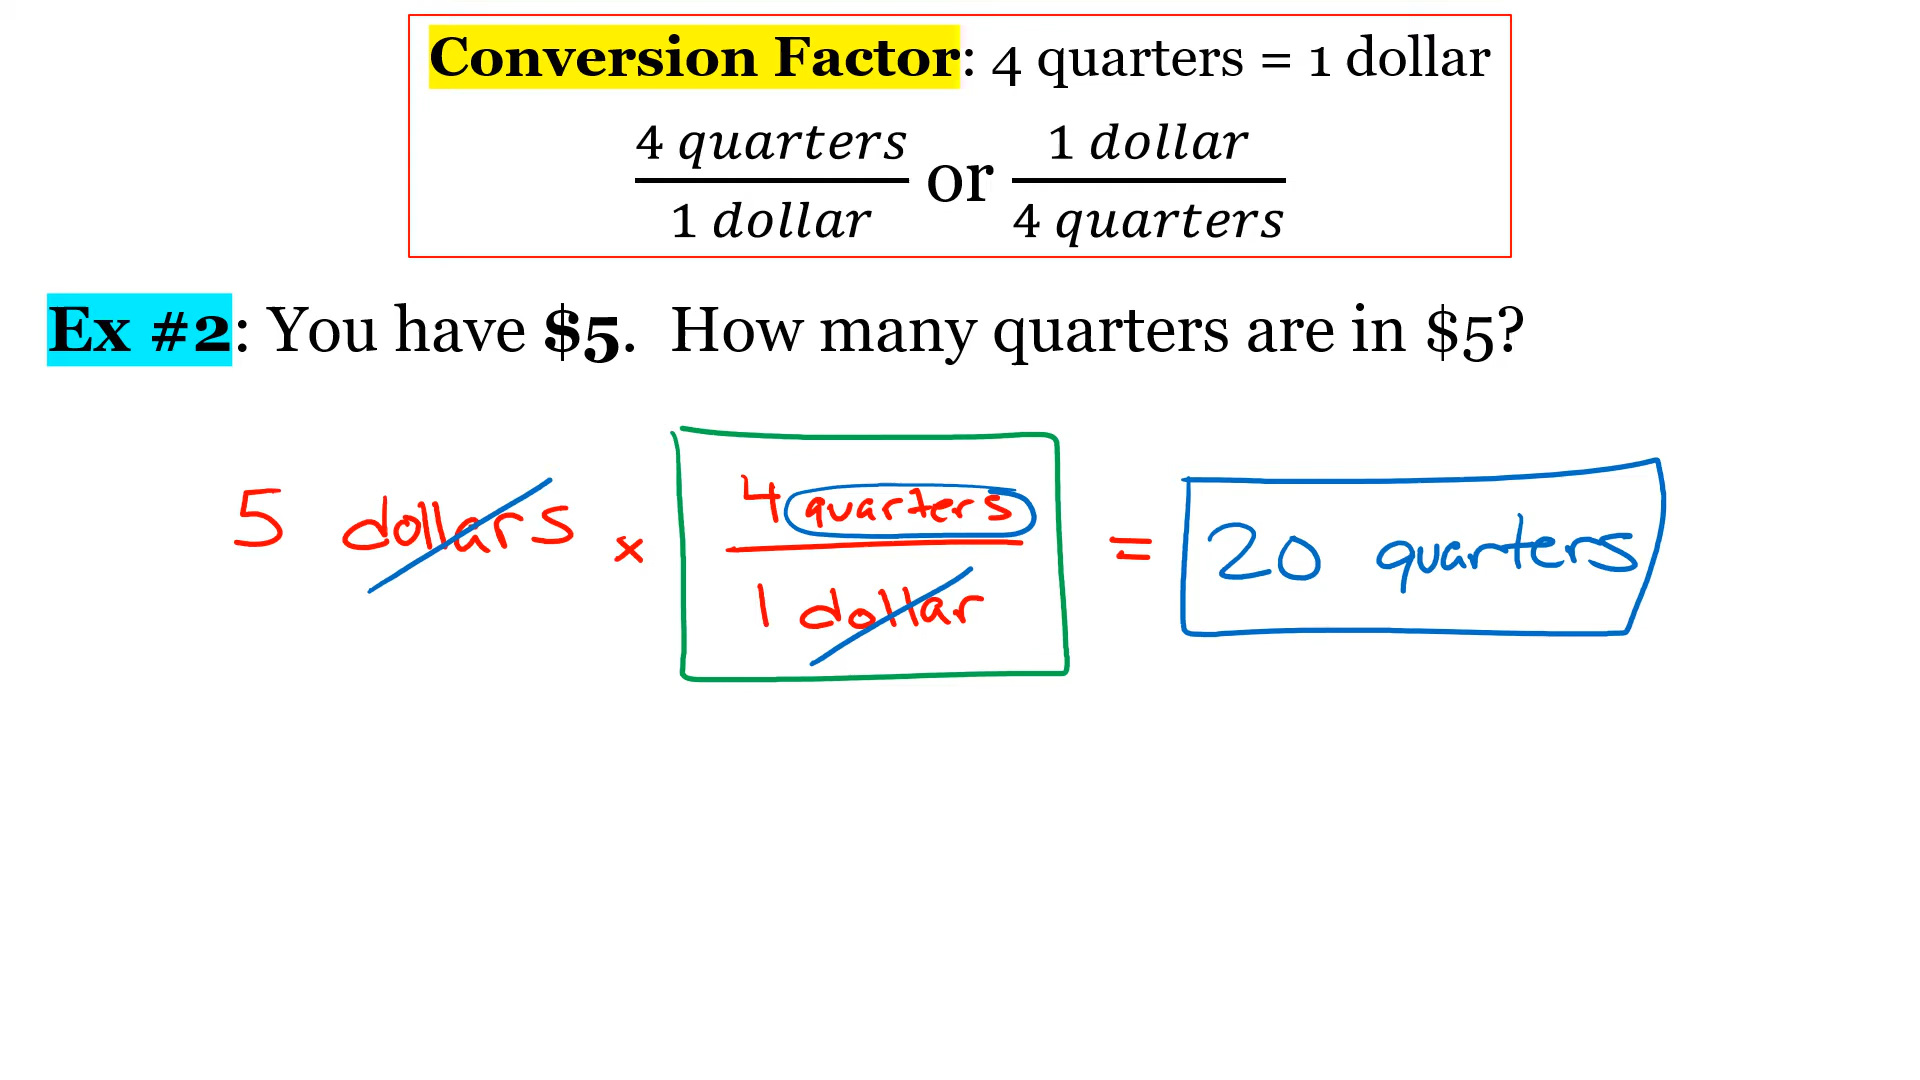 Conversion Factor: 4 quarters = 1 dollar
4 quarters
1 dollar
or
1 dollar
4 quarters
Ex #2: You have $5. How many quarters are in $5?
5 dollars × 4 quarters
1 dollar
= 20 quarters